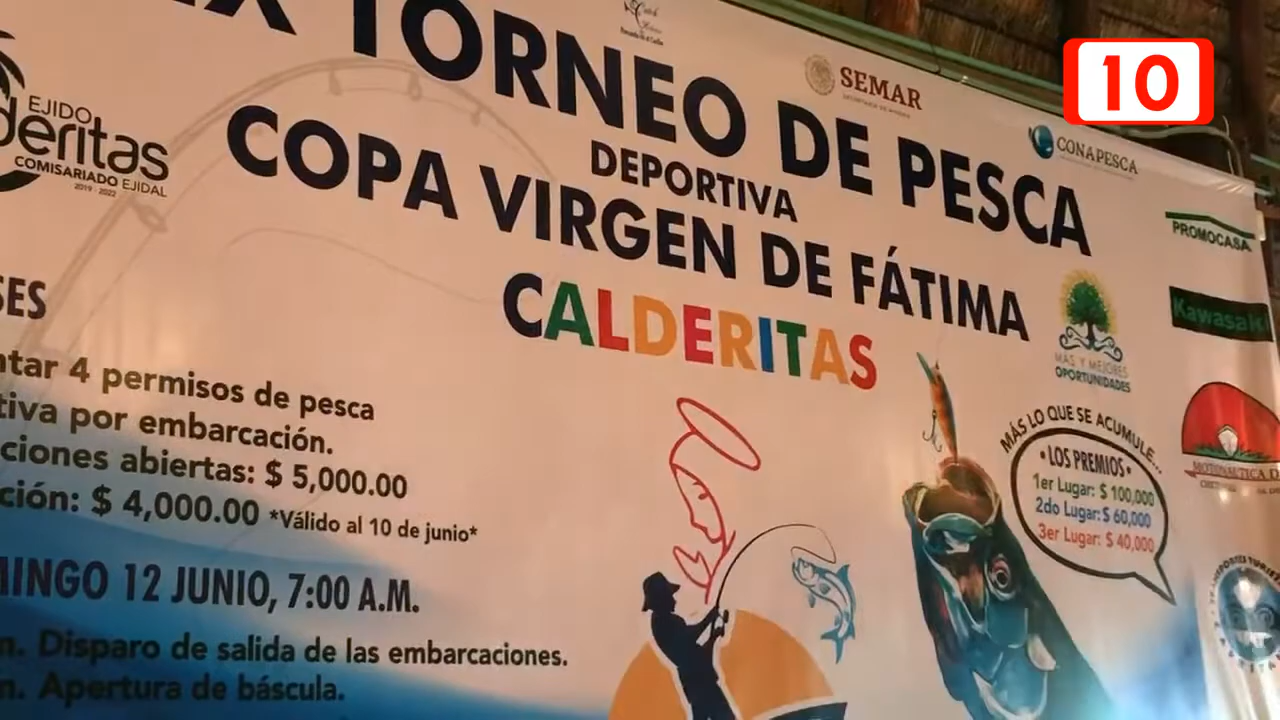 TORNEO DE PESCA
DEPORTIVA
COPA VIRGEN DE FÁTIMA
CALDERITAS
SEMAR
CONAPESCA
10
EJIDO
deritas
COMISARIADO EJIDAL
2019 - 2022
PROMOCASA
Kawasaki
MÁS Y MEJORES
OPORTUNIDADES
SES
ntar 4 permisos de pesca
tiva por embarcación.
ciones abiertas: $ 5,000.00
ción: $ 4,000.00 *Válido al 10 de junio*
MINGO 12 JUNIO, 7:00 A.M.
m. Disparo de salida de las embarcaciones.
m. Apertura de báscula.
MÁS LO QUE SE ACUMULE...
• LOS PREMIOS •
1er Lugar: $ 100,000
2do Lugar: $ 60,000
3er Lugar: $ 40,000
MOTONAUTICA